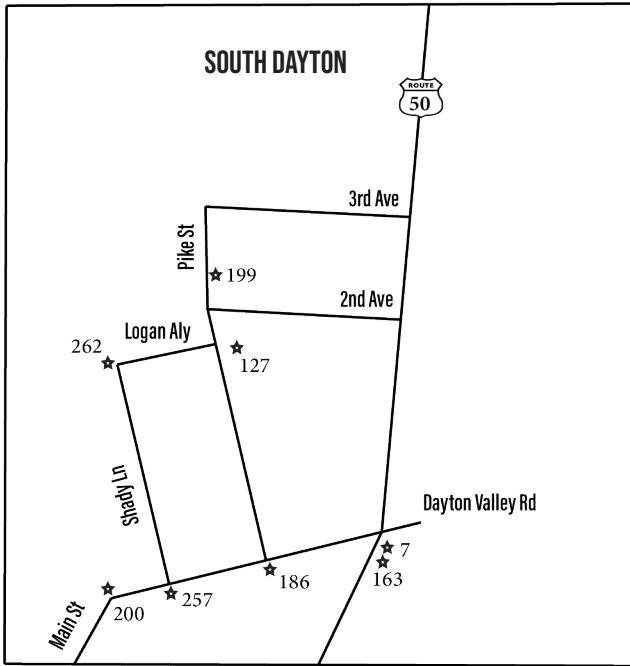 SOUTH DAYTON
ROUTE
50
3rd Ave
Pike St
199
2nd Ave
Logan Aly
262
127
Shady Ln
Dayton Valley Rd
7
163
186
257
200
Main St